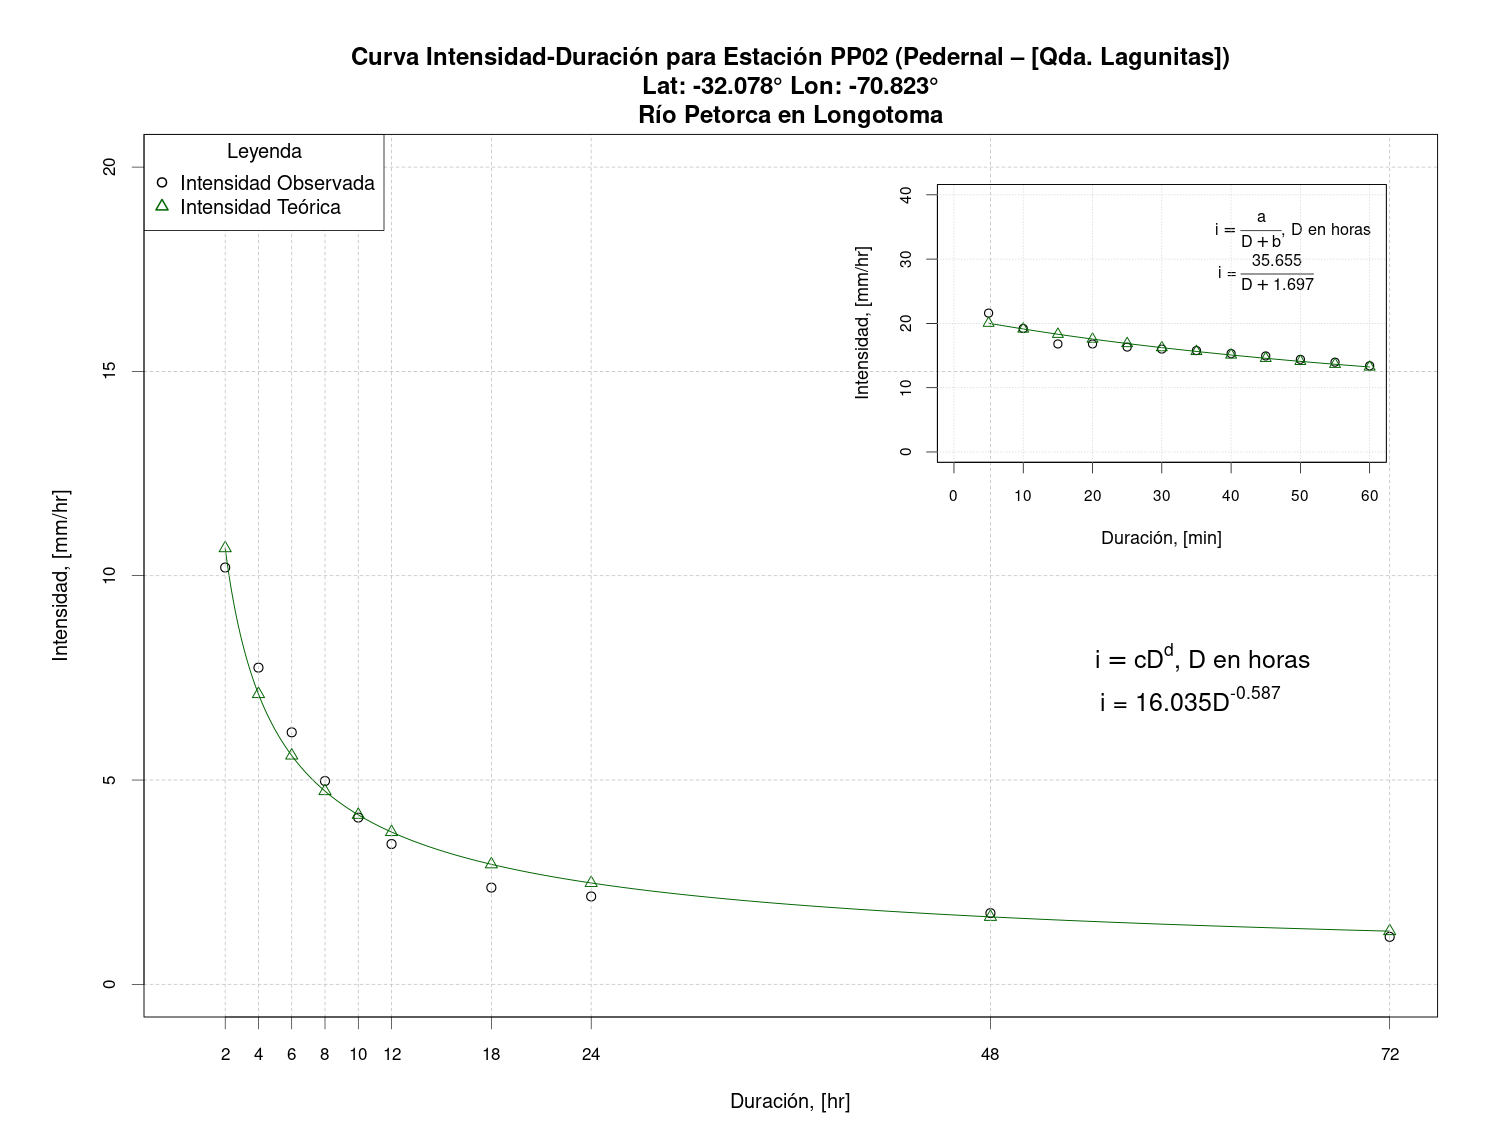 Curva Intensidad-Duración para Estación PP02 (Pedernal – [Qda. Lagunitas])
Lat: -32.078° Lon: -70.823°
Río Petorca en Longotoma
Leyenda
Intensidad Observada
Intensidad Teórica
Intensidad, [mm/hr]
20
15
10
5
0
2 4 6 8 10 12 18 24 48 72
Duración, [hr]
Intensidad, [mm/hr]
40
30
20
10
0
0 10 20 30 40 50 60
Duración, [min]
i = a / D + b, D en horas
i = 35.655 / D + 1.697
i = cD^d, D en horas
i = 16.035D^-0.587